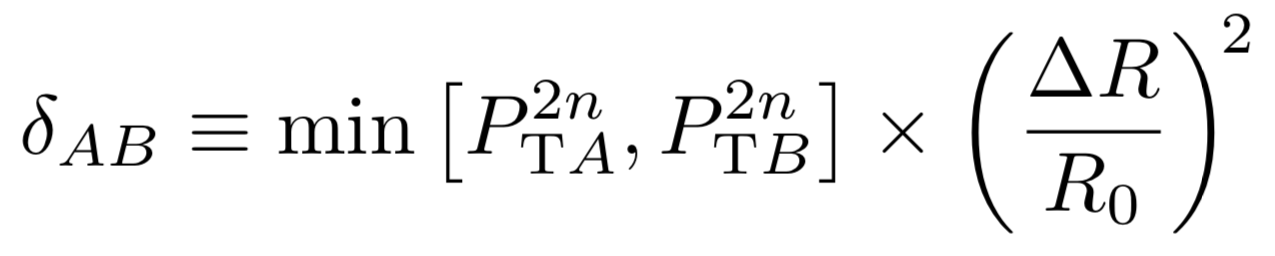 δ_{AB} ≡ min [P_{TA}^{2n}, P_{TB}^{2n}] × (ΔR/R_0)^2